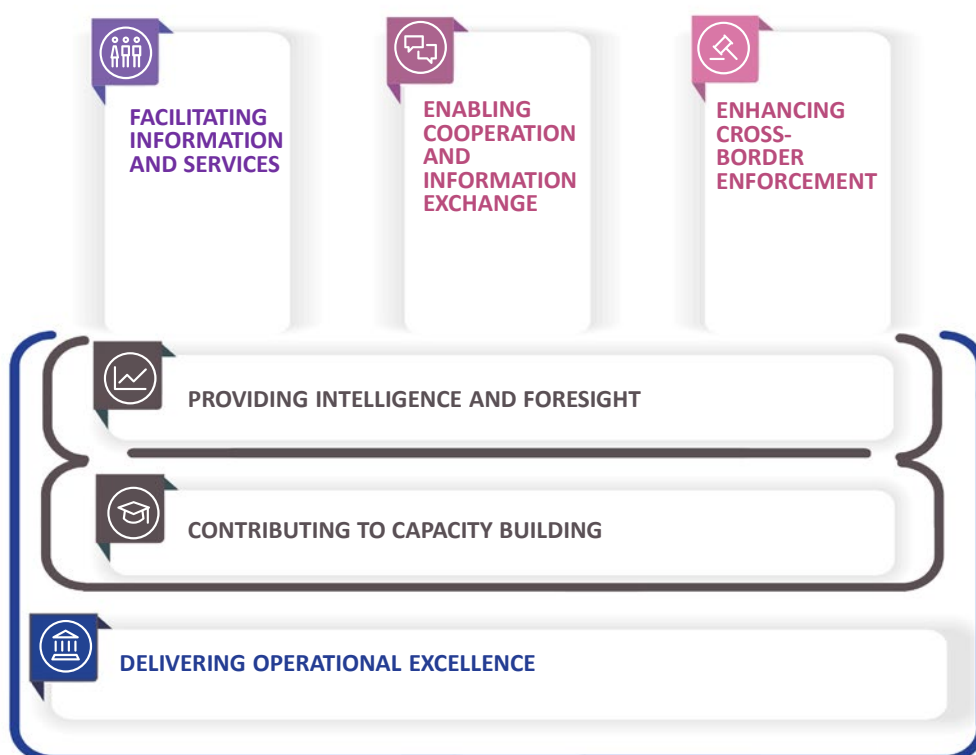 FACILITATING
INFORMATION
AND SERVICES
ENABLING
COOPERATION
AND
INFORMATION
EXCHANGE
ENHANCING
CROSS-
BORDER
ENFORCEMENT
PROVIDING INTELLIGENCE AND FORESIGHT
CONTRIBUTING TO CAPACITY BUILDING
DELIVERING OPERATIONAL EXCELLENCE